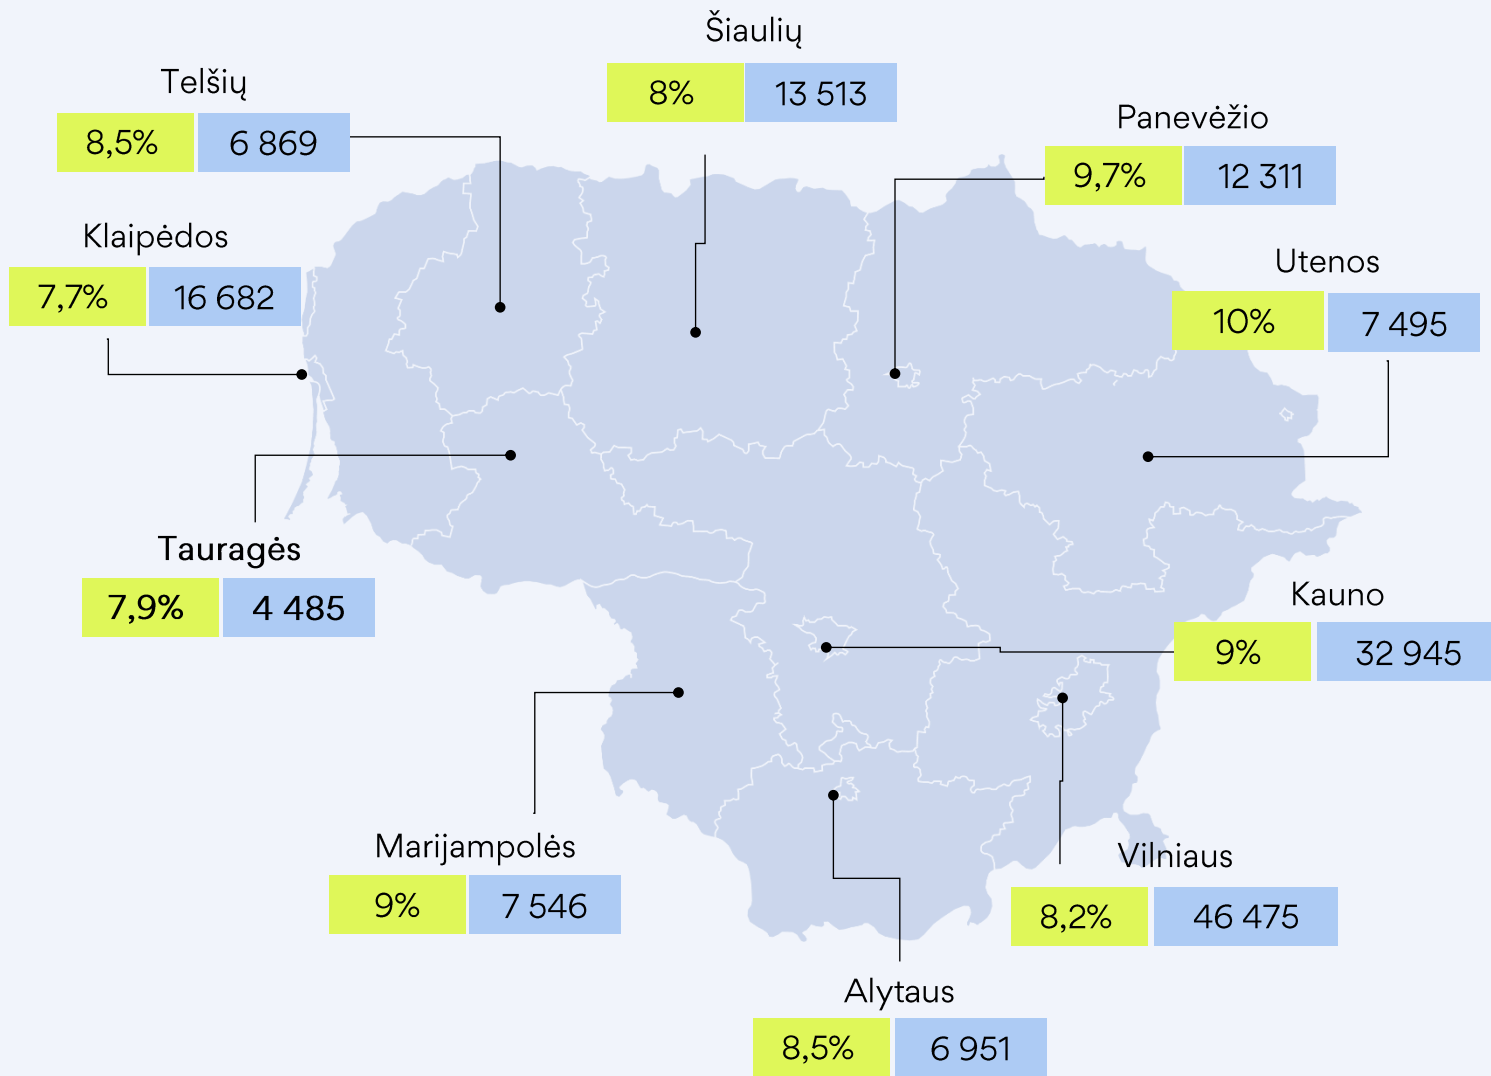 Šiaulių
8% 13 513
Telšių
8,5% 6 869
Panevėžio
9,7% 12 311
Klaipėdos
7,7% 16 682
Utenos
10% 7 495
Tauragės
7,9% 4 485
Kauno
9% 32 945
Marijampolės
9% 7 546
Vilniaus
8,2% 46 475
Alytaus
8,5% 6 951